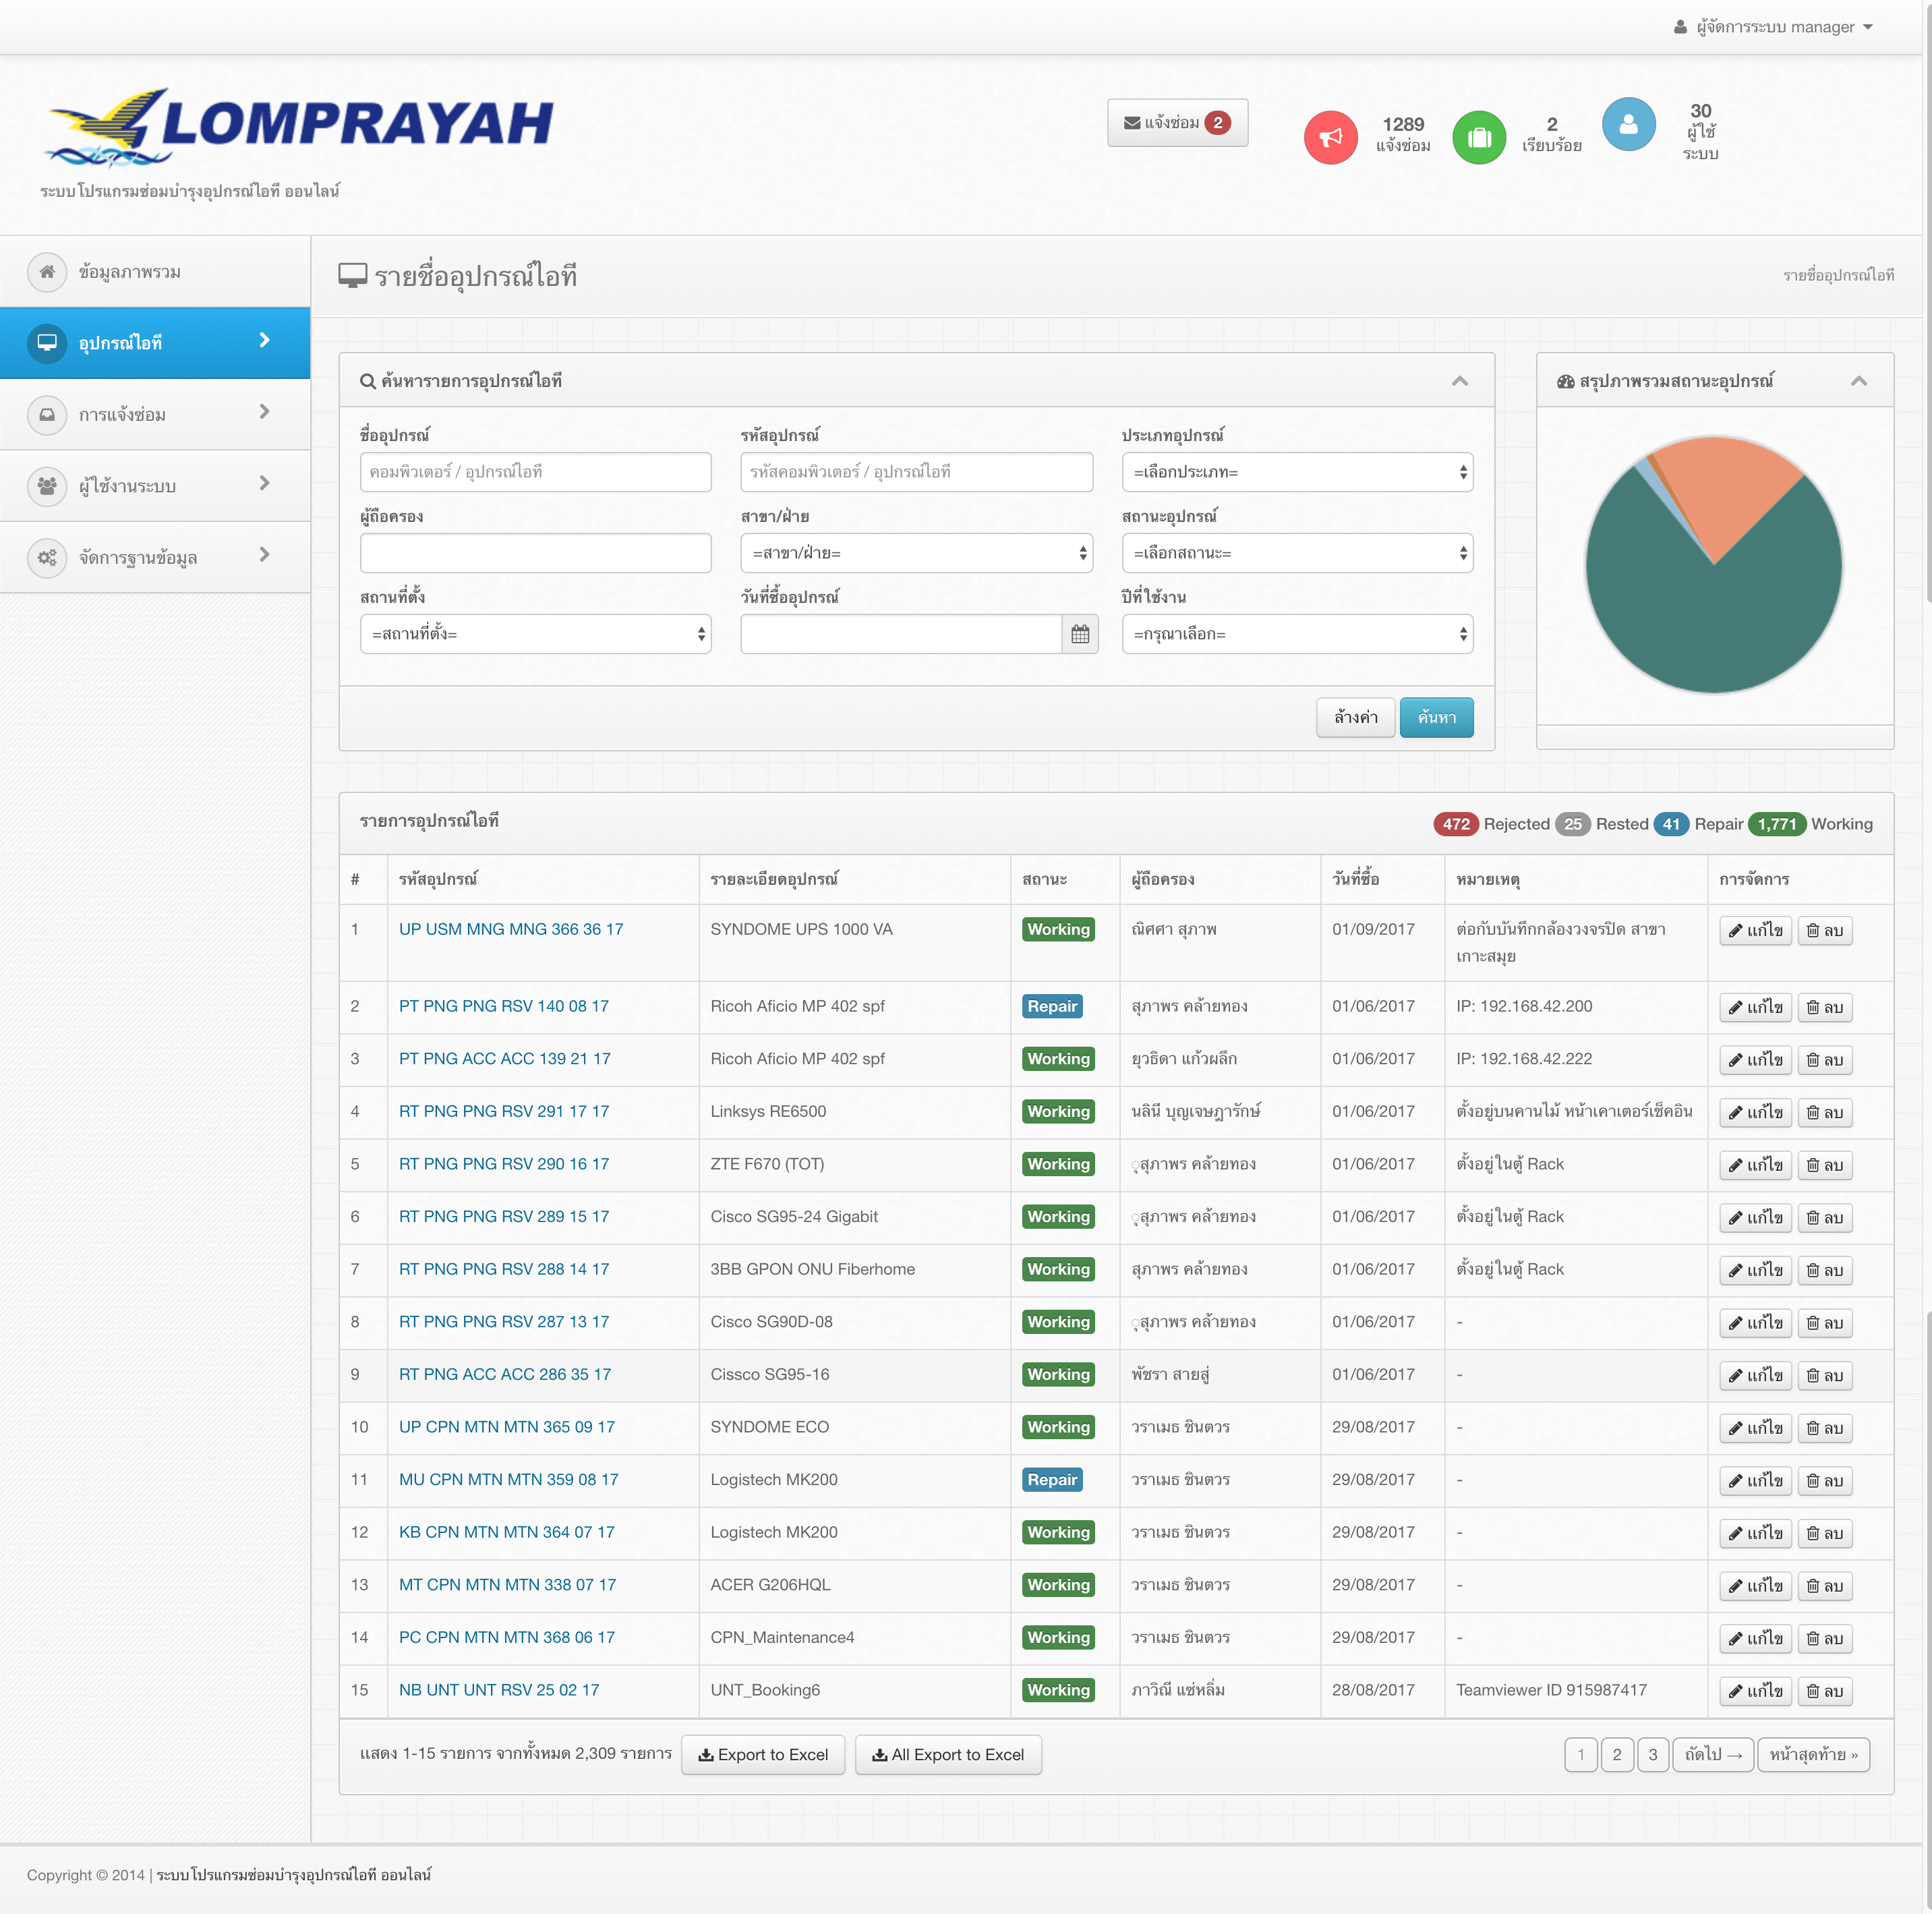 ผู้จัดการระบบ manager
LOMPRAYAH
ระบบโปรแกรมซ่อมบำรุงอุปกรณ์ไอที ออนไลน์
แจ้งซ่อม 2
1289
แจ้งซ่อม
2
เรียบร้อย
30
ผู้ใช้
ระบบ
ข้อมูลภาพรวม
อุปกรณ์ไอที
การแจ้งซ่อม
ผู้ใช้งานระบบ
จัดการฐานข้อมูล
รายชื่ออุปกรณ์ไอที
รายชื่ออุปกรณ์ไอที
ค้นหารายการอุปกรณ์ไอที
ชื่ออุปกรณ์ รหัสอุปกรณ์ ประเภทอุปกรณ์
คอมพิวเตอร์ / อุปกรณ์ไอที รหัสคอมพิวเตอร์ / อุปกรณ์ไอที =เลือกประเภท=
ผู้ถือครอง สาขา/ฝ่าย สถานะอุปกรณ์
=สาขา/ฝ่าย= =เลือกสถานะ=
สถานที่ตั้ง วันที่ซื้ออุปกรณ์ ปีที่ใช้งาน
=สถานที่ตั้ง= =กรุณาเลือก=
ล้างค่า ค้นหา
สรุปภาพรวมสถานะอุปกรณ์
รายการอุปกรณ์ไอที
472 Rejected 25 Rested 41 Repair 1,771 Working
# รหัสอุปกรณ์ รายละเอียดอุปกรณ์ สถานะ ผู้ถือครอง วันที่ซื้อ หมายเหตุ การจัดการ
1 UP USM MNG MNG 366 36 17 SYNDOME UPS 1000 VA Working ณิศศา สุภาพ 01/09/2017 ต่อกับบันทึกกล้องวงจรปิด สาขา แก้ไข ลบ
เกาะสมุย
2 PT PNG PNG RSV 140 08 17 Ricoh Aficio MP 402 spf Repair สุภาพร คล้ายทอง 01/06/2017 IP: 192.168.42.200 แก้ไข ลบ
3 PT PNG ACC ACC 139 21 17 Ricoh Aficio MP 402 spf Working ยุวธิดา แก้วผลึก 01/06/2017 IP: 192.168.42.222 แก้ไข ลบ
4 RT PNG PNG RSV 291 17 17 Linksys RE6500 Working นลินี บุญเจษฎารักษ์ 01/06/2017 ตั้งอยู่บนคานไม้ หน้าเคาเตอร์เช็คอิน แก้ไข ลบ
5 RT PNG PNG RSV 290 16 17 ZTE F670 (TOT) Working ุสุภาพร คล้ายทอง 01/06/2017 ตั้งอยู่ในตู้ Rack แก้ไข ลบ
6 RT PNG PNG RSV 289 15 17 Cisco SG95-24 Gigabit Working ุสุภาพร คล้ายทอง 01/06/2017 ตั้งอยู่ในตู้ Rack แก้ไข ลบ
7 RT PNG PNG RSV 288 14 17 3BB GPON ONU Fiberhome Working สุภาพร คล้ายทอง 01/06/2017 ตั้งอยู่ในตู้ Rack แก้ไข ลบ
8 RT PNG PNG RSV 287 13 17 Cisco SG90D-08 Working ุสุภาพร คล้ายทอง 01/06/2017 - แก้ไข ลบ
9 RT PNG ACC ACC 286 35 17 Cissco SG95-16 Working พัชรา สายสู่ 01/06/2017 - แก้ไข ลบ
10 UP CPN MTN MTN 365 09 17 SYNDOME ECO Working วราเมธ ชินตวร 29/08/2017 - แก้ไข ลบ
11 MU CPN MTN MTN 359 08 17 Logistech MK200 Repair วราเมธ ชินตวร 29/08/2017 - แก้ไข ลบ
12 KB CPN MTN MTN 364 07 17 Logistech MK200 Working วราเมธ ชินตวร 29/08/2017 - แก้ไข ลบ
13 MT CPN MTN MTN 338 07 17 ACER G206HQL Working วราเมธ ชินตวร 29/08/2017 - แก้ไข ลบ
14 PC CPN MTN MTN 368 06 17 CPN_Maintenance4 Working วราเมธ ชินตวร 29/08/2017 - แก้ไข ลบ
15 NB UNT UNT RSV 25 02 17 UNT_Booking6 Working ภาวิณี แซ่หลิ่ม 28/08/2017 Teamviewer ID 915987417 แก้ไข ลบ
แสดง 1-15 รายการ จากทั้งหมด 2,309 รายการ Export to Excel All Export to Excel 1 2 3 ถัดไป → หน้าสุดท้าย »
Copyright © 2014 | ระบบโปรแกรมซ่อมบำรุงอุปกรณ์ไอที ออนไลน์